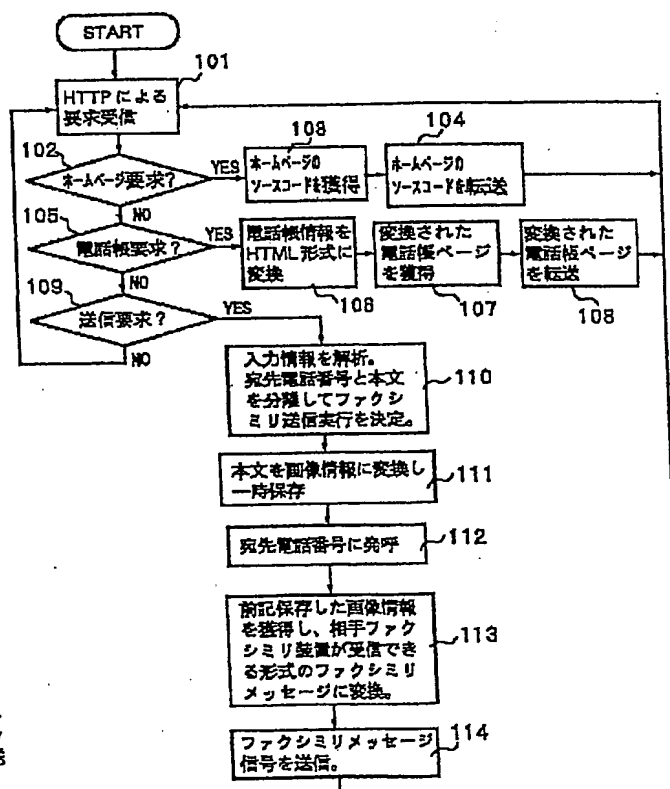 START
101
HTTPによる
要求受信
102
ホームページ要求?
YES
108
ホームページの
ソースコードを獲得
104
ホームページの
ソースコードを転送
NO
105
電話帳要求?
YES
電話帳情報を
HTML形式に
変換
106
変換された
電話帳ページ
を獲得
107
変換された
電話帳ページ
を転送
108
NO
109
送信要求?
YES
NO
入力情報を解析。
宛先電話番号と本文
を分離してファクシ
ミリ送信実行を決定。
110
本文を画像情報に変換し
一時保存
111
宛先電話番号に発呼
112
前記保存した画像情報
を獲得し、相手ファク
シミリ装置が受信でき
る形式のファクシミリ
メッセージに変換。
113
ファクシミリメッセージ
信号を送信。
114